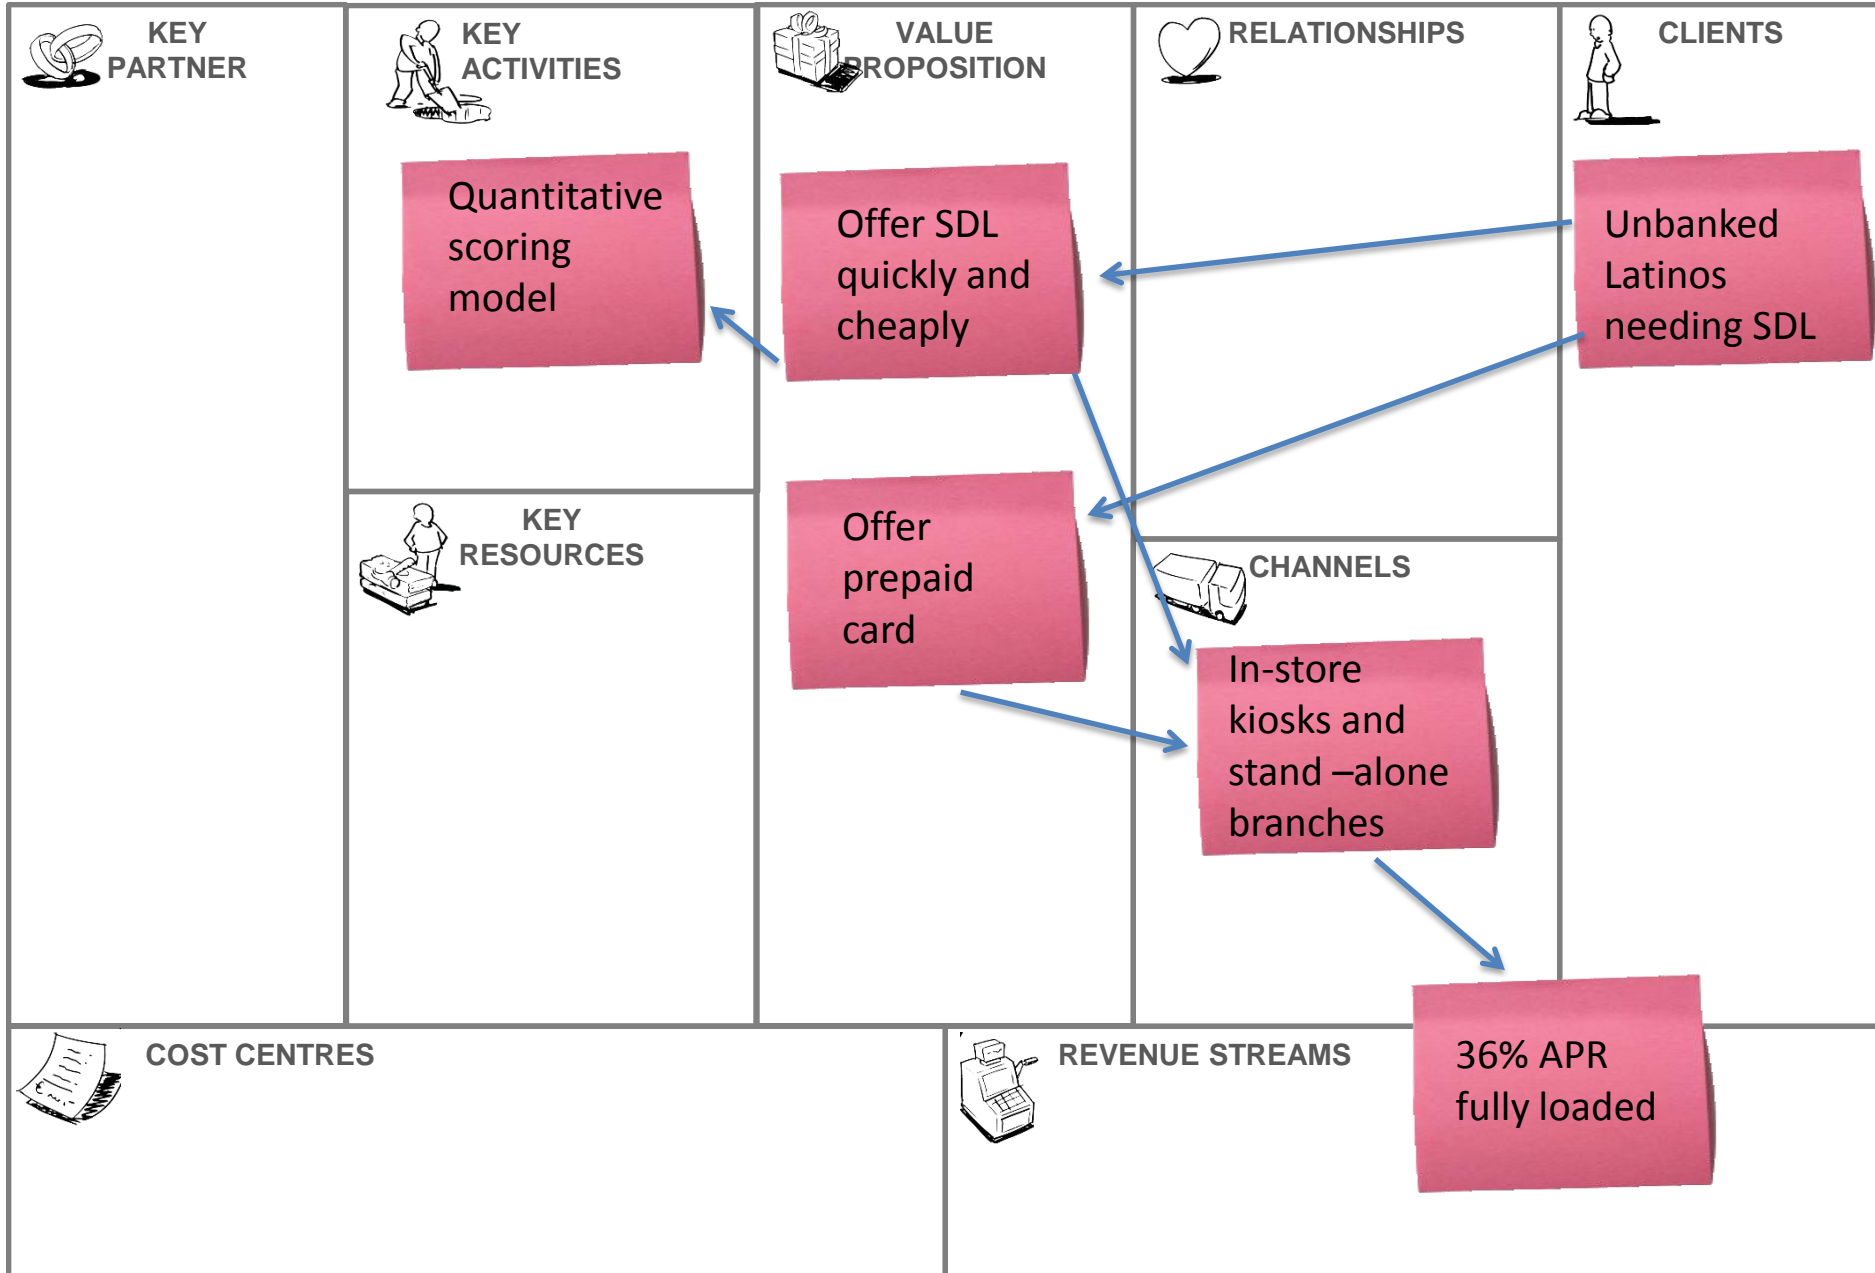 KEY
PARTNER
KEY
ACTIVITIES
Quantitative
scoring
model
KEY
RESOURCES
VALUE
PROPOSITION
Offer SDL
quickly and
cheaply
Offer
prepaid
card
RELATIONSHIPS
CHANNELS
In-store
kiosks and
stand –alone
branches
CLIENTS
Unbanked
Latinos
needing SDL
COST CENTRES
REVENUE STREAMS
36% APR
fully loaded